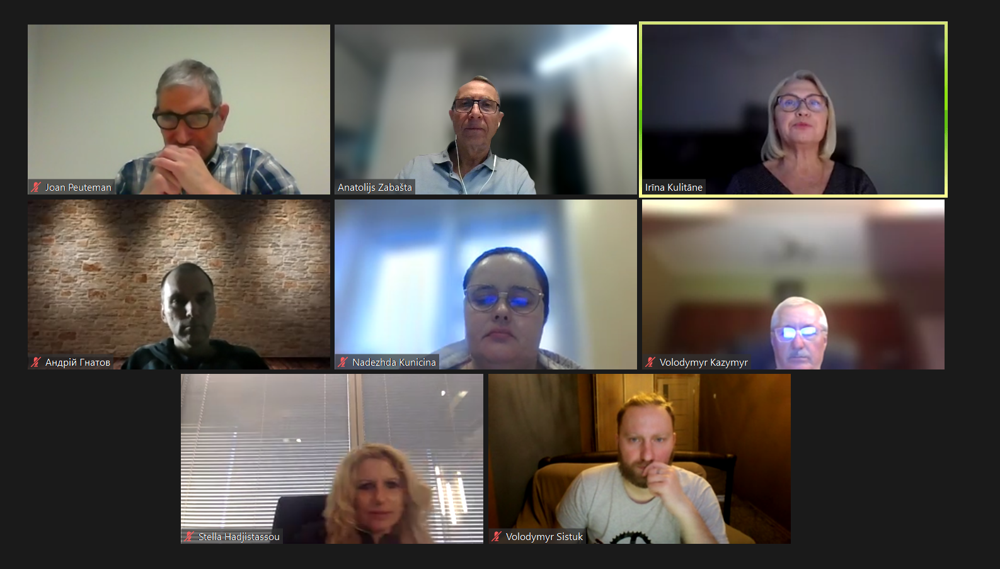 Joan Peuteman
Anatolijs Zabašta
Irīna Kulitāne
Андрій Гнатов
Nadezhda Kunicina
Volodymyr Kazymyr
Stella Hadjistassou
Volodymyr Sistuk